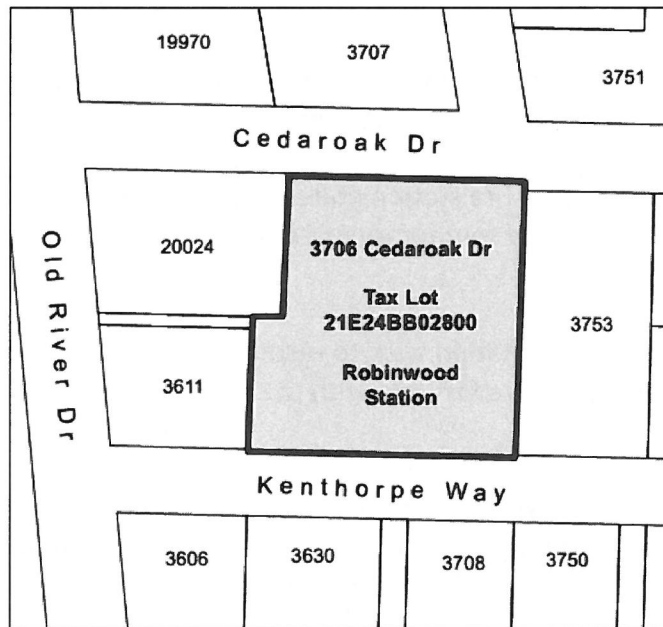 19970
3707
3751
Cedaroak Dr
20024
3706 Cedaroak Dr
Tax Lot
21E24BB02800
Robinwood
Station
3753
Old River Dr
3611
Kenthorpe Way
3606
3630
3708
3750